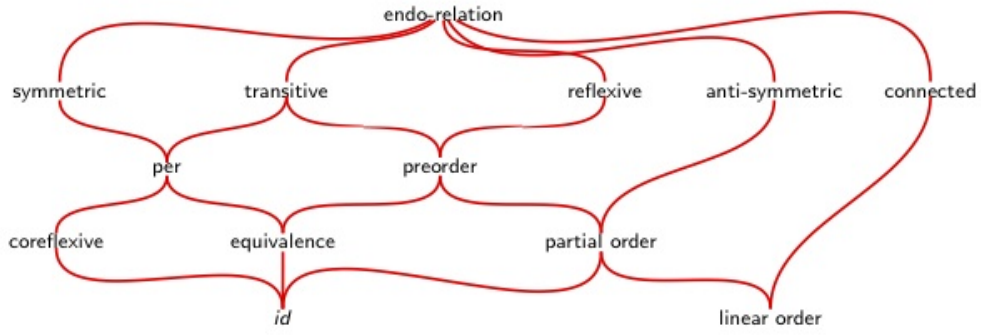 endo-relation
symmetric transitive reflexive anti-symmetric connected
per preorder
coreflexive equivalence partial order
id linear order